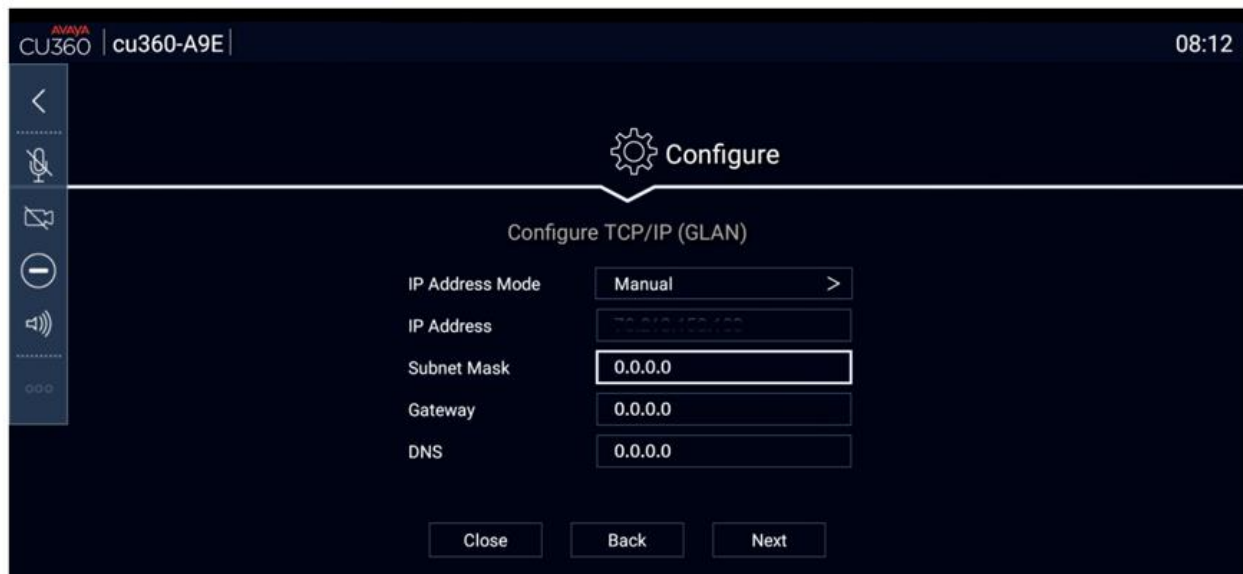 AVAYA
CU360 cu360-A9E 08:12
Configure
Configure TCP/IP (GLAN)
IP Address Mode Manual >
IP Address
Subnet Mask 0.0.0.0
Gateway 0.0.0.0
DNS 0.0.0.0
Close Back Next